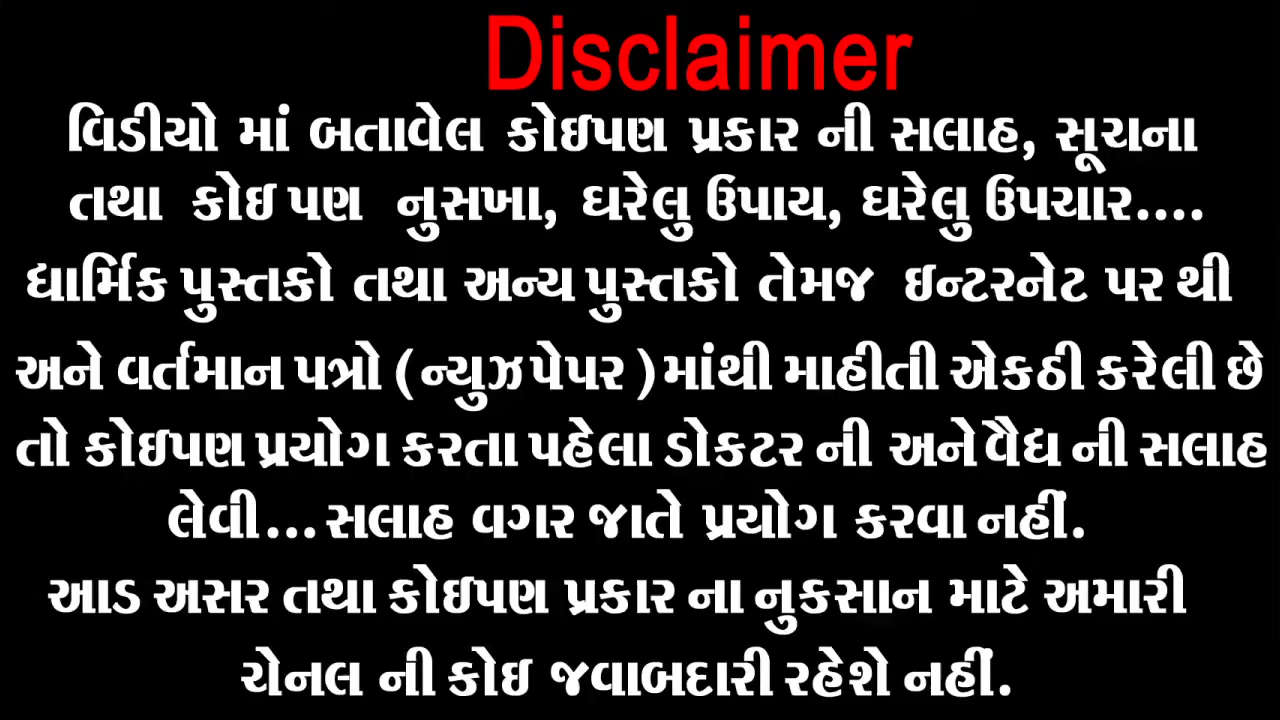 Disclaimer
વિડીયો માં બતાવેલ કોઇપણ પ્રકાર ની સલાહ, સૂચના
તથા કોઇ પણ નુસખા, ઘરેલુ ઉપાય, ઘરેલુ ઉપચાર....
ધાર્મિક પુસ્તકો તથા અન્ય પુસ્તકો તેમજ ઇન્ટરનેટ પર થી
અને વર્તમાન પત્રો ( ન્યુઝપેપર ) માંથી માહીતી એકઠી કરેલી છે
તો કોઇપણ પ્રયોગ કરતા પહેલા ડોકટર ની અને વૈદ્ય ની સલાહ
લેવી... સલાહ વગર જાતે પ્રયોગ કરવા નહીં.
આડ અસર તથા કોઇપણ પ્રકાર ના નુકસાન માટે અમારી
ચેનલ ની કોઇ જવાબદારી રહેશે નહીં.